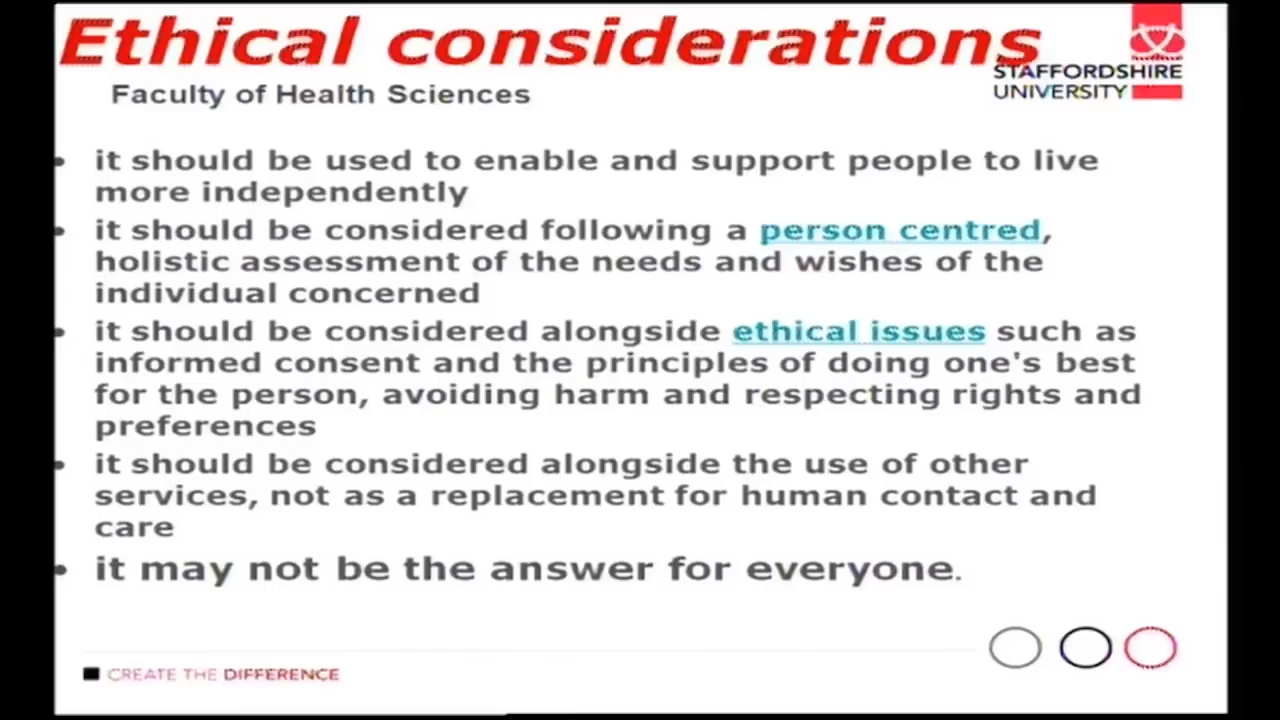 Ethical considerations
STAFFORDSHIRE
UNIVERSITY
Faculty of Health Sciences
• it should be used to enable and support people to live
more independently
• it should be considered following a person centred,
holistic assessment of the needs and wishes of the
individual concerned
• it should be considered alongside ethical issues such as
informed consent and the principles of doing one's best
for the person, avoiding harm and respecting rights and
preferences
• it should be considered alongside the use of other
services, not as a replacement for human contact and
care
• it may not be the answer for everyone.
CREATE THE DIFFERENCE